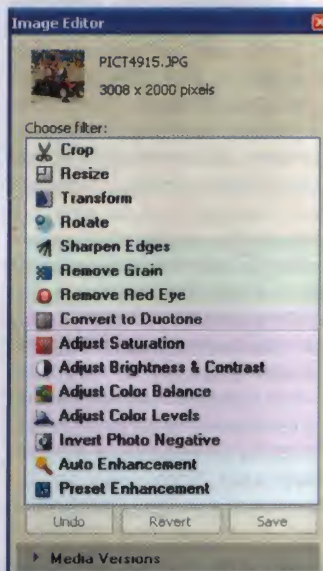 Image Editor
PICT4915.JPG
3008 x 2000 pixels
Choose filter:
Crop
Resize
Transform
Rotate
Sharpen Edges
Remove Grain
Remove Red Eye
Convert to Duotone
Adjust Saturation
Adjust Brightness & Contrast
Adjust Color Balance
Adjust Color Levels
Invert Photo Negative
Auto Enhancement
Preset Enhancement
Undo Revert Save
Media Versions